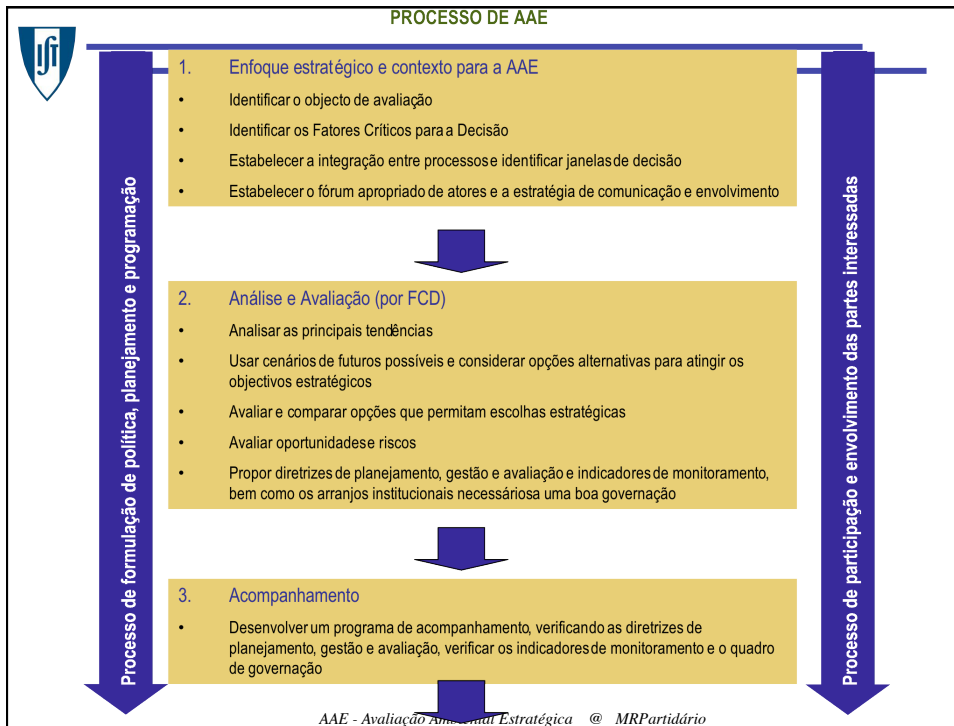 PROCESSO DE AAE
IST
1. Enfoque estratégico e contexto para a AAE
• Identificar o objecto de avaliação
• Identificar os Fatores Críticos para a Decisão
• Estabelecer a integração entre processos e identificar janelas de decisão
• Estabelecer o fórum apropriado de atores e a estratégia de comunicação e envolvimento
2. Análise e Avaliação (por FCD)
• Analisar as principais tendências
• Usar cenários de futuros possíveis e considerar opções alternativas para atingir os
objectivos estratégicos
• Avaliar e comparar opções que permitam escolhas estratégicas
• Avaliar oportunidades e riscos
• Propor diretrizes de planejamento, gestão e avaliação e indicadores de monitoramento,
bem como os arranjos institucionais necessários a uma boa governação
3. Acompanhamento
• Desenvolver um programa de acompanhamento, verificando as diretrizes de
planejamento, gestão e avaliação, verificar os indicadores de monitoramento e o quadro
de governação
Processo de formulação de política, planejamento e programação
Processo de participação e envolvimento das partes interessadas
AAE - Avaliação Estratégica @ MRPartidário